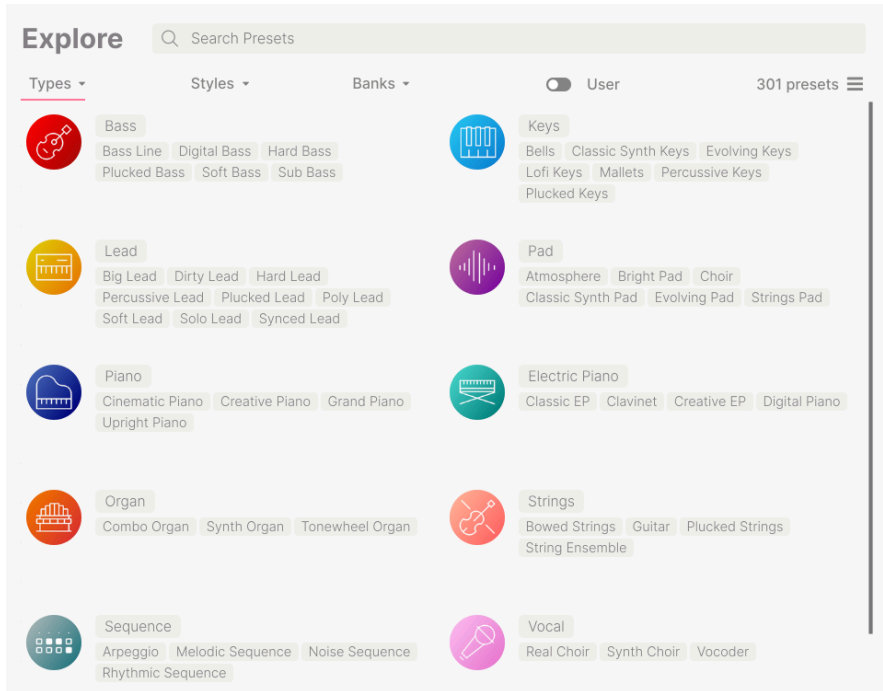 Explore
Search Presets
Types Styles Banks User 301 presets
Bass
Bass Line Digital Bass Hard Bass
Plucked Bass Soft Bass Sub Bass
Keys
Bells Classic Synth Keys Evolving Keys
Lofi Keys Mallets Percussive Keys
Plucked Keys
Lead
Big Lead Dirty Lead Hard Lead
Percussive Lead Plucked Lead Poly Lead
Soft Lead Solo Lead Synced Lead
Pad
Atmosphere Bright Pad Choir
Classic Synth Pad Evolving Pad Strings Pad
Piano
Cinematic Piano Creative Piano Grand Piano
Upright Piano
Electric Piano
Classic EP Clavinet Creative EP Digital Piano
Organ
Combo Organ Synth Organ Tonewheel Organ
Strings
Bowed Strings Guitar Plucked Strings
String Ensemble
Sequence
Arpeggio Melodic Sequence Noise Sequence
Rhythmic Sequence
Vocal
Real Choir Synth Choir Vocoder